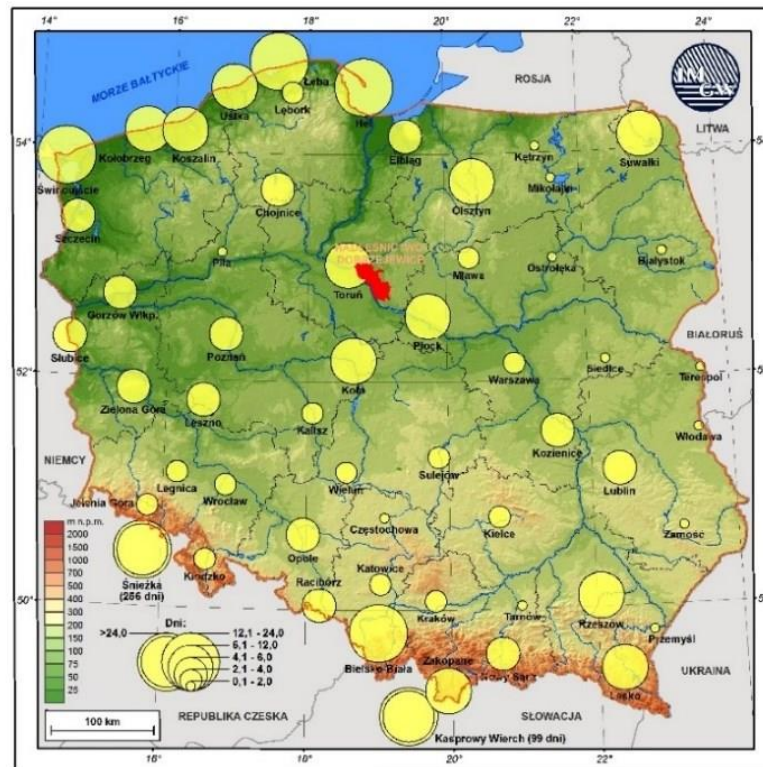 14°
16°
18°
20°
22°
24°
MORZE BAŁTYCKIE
ROSJA
LITWA
54°
54°
Łeba
Ustka
Lębork
Hel
Kołobrzeg
Koszalin
Elbląg
Kętrzyn
Suwałki
Świnoujście
Mikołajki
Chojnice
Olsztyn
Szczecin
Piła
NADLEŚNICTWO
DOBRZEJEWICE
Mława
Ostrołęka
Białystok
Toruń
Gorzów Wlkp.
Płock
BIAŁORUŚ
Słubice
Poznań
52°
52°
Koło
Warszawa
Siedlce
Terespol
Zielona Góra
Leszno
Kalisz
Kozienice
Włodawa
NIEMCY
Legnica
Wrocław
Wieluń
Sulejów
Lublin
Jelenia Góra
Częstochowa
Kielce
Zamość
m n.p.m.
2000
1500
1000
700
500
400
300
200
150
100
75
50
25
Opole
Śnieżka
(256 dni)
Kłodzko
Katowice
Racibórz
50°
50°
Kraków
Tarnów
Rzeszów
Przemyśl
Dni:
>24,0
12,1 - 24,0
6,1 - 12,0
4,1 - 6,0
2,1 - 4,0
0,1 - 2,0
Bielsko-Biała
Zakopane
Nowy Sącz
Lesko
UKRAINA
100 km
REPUBLIKA CZESKA
SŁOWACJA
Kasprowy Wierch (99 dni)
16°
18°
20°
22°